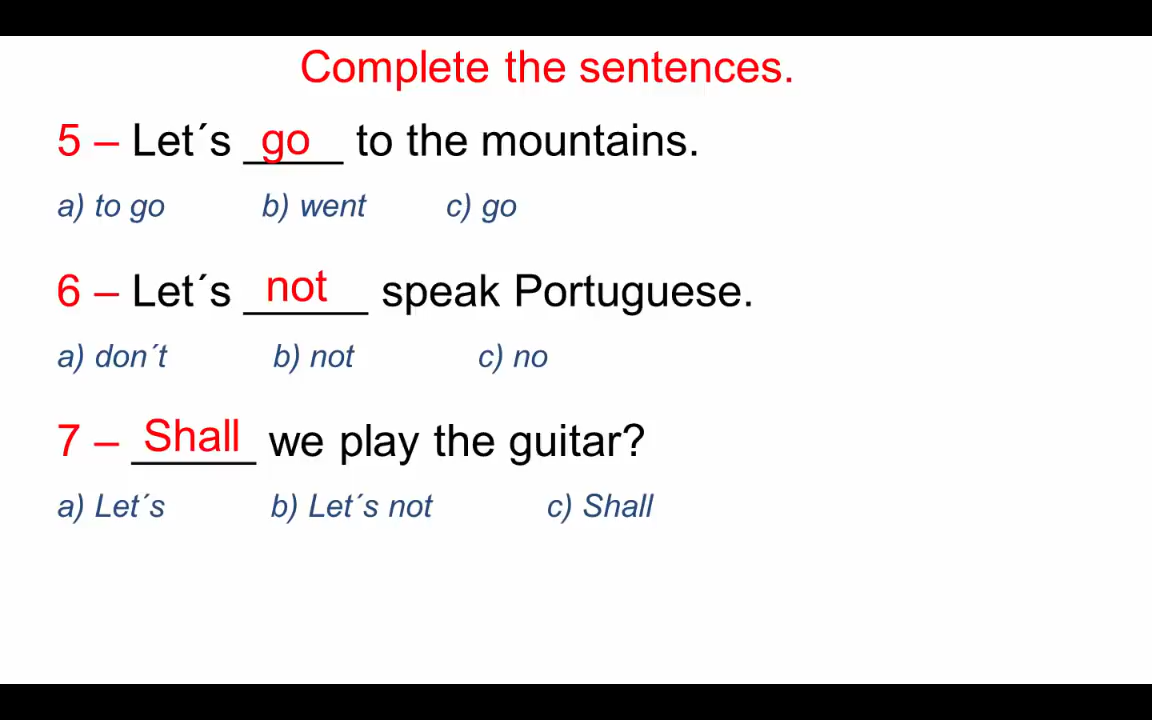 Complete the sentences.
5 – Let´s go to the mountains.
a) to go b) went c) go
6 – Let´s not speak Portuguese.
a) don´t b) not c) no
7 – Shall we play the guitar?
a) Let´s b) Let´s not c) Shall